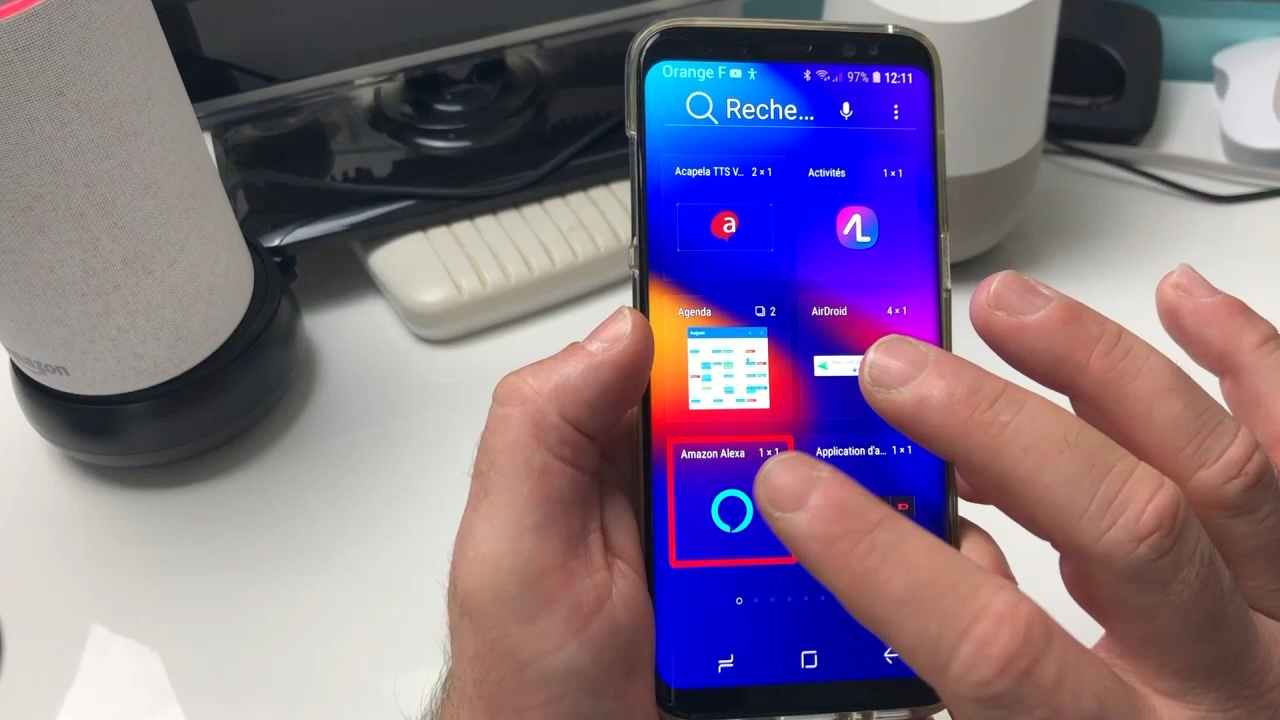 Orange F 97% 12:11
Reche...
Acapela TTS V... 2 × 1
Activités 1 × 1
a
Agenda 2
AirDroid 4 × 1
August
Amazon Alexa 1 × 1
Application d'a... 1 × 1